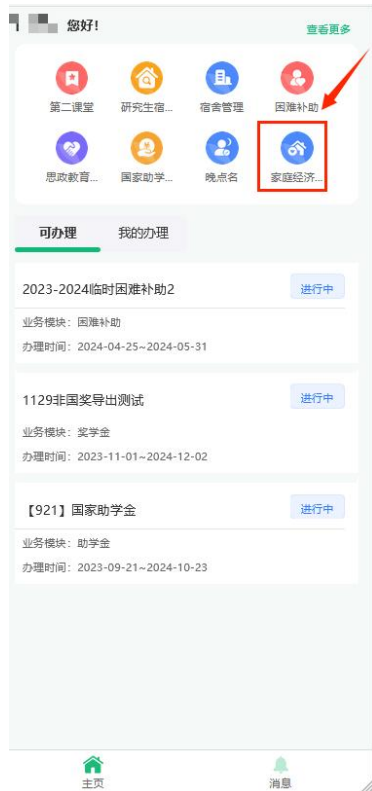 您好!
查看更多
第二课堂 研究生宿... 宿舍管理 困难补助
思政教育... 国家助学... 晚点名 家庭经济...
可办理 我的办理
2023-2024临时困难补助2 进行中
业务模块：困难补助
办理时间：2024-04-25~2024-05-31
1129非国奖导出测试 进行中
业务模块：奖学金
办理时间：2023-11-01~2024-12-02
【921】国家助学金 进行中
业务模块：助学金
办理时间：2023-09-21~2024-10-23
主页 消息